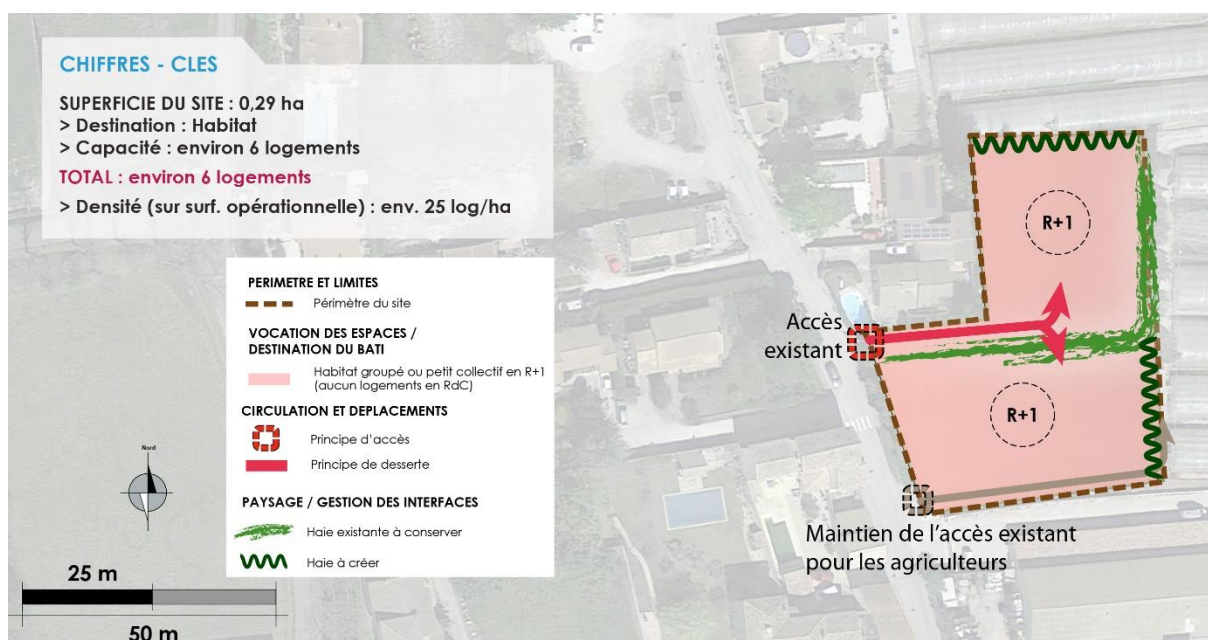 CHIFFRES - CLES
SUPERFICIE DU SITE : 0,29 ha
> Destination : Habitat
> Capacité : environ 6 logements
TOTAL : environ 6 logements
> Densité (sur surf. opérationnelle) : env. 25 log/ha
PERIMETRE ET LIMITES
Périmètre du site
VOCATION DES ESPACES /
DESTINATION DU BATI
Habitat groupé ou petit collectif en R+1
(aucun logements en RdC)
CIRCULATION ET DEPLACEMENTS
Principe d'accès
Principe de desserte
PAYSAGE / GESTION DES INTERFACES
Haie existante à conserver
Haie à créer
Nord
25 m
50 m
R+1
Accès
existant
R+1
Maintien de l'accès existant
pour les agriculteurs